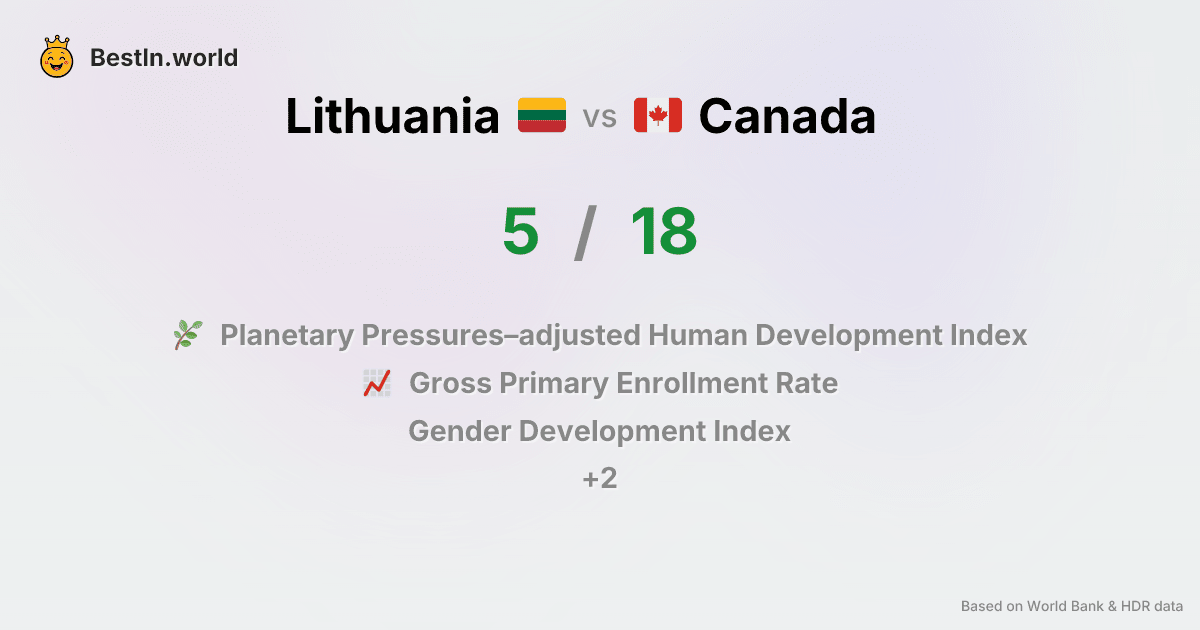 BestIn.world
Lithuania vs Canada
5 / 18
Planetary Pressures–adjusted Human Development Index
Gross Primary Enrollment Rate
Gender Development Index
+2
Based on World Bank & HDR data